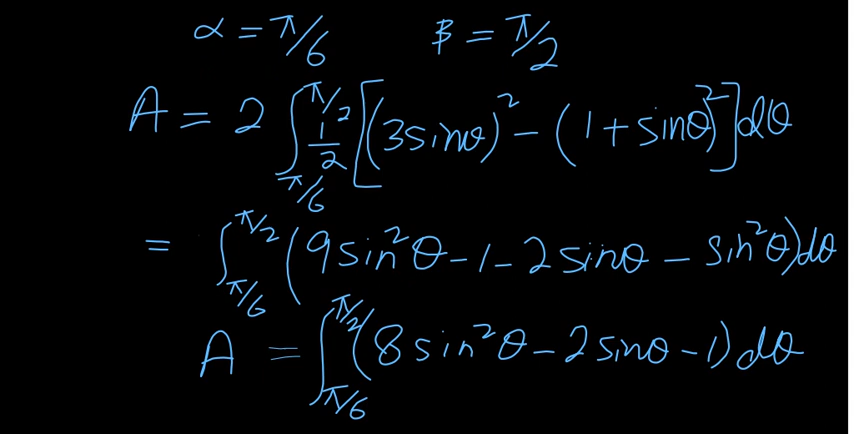 α = π/6 β = π/2
A = 2 ∫_{π/6}^{π/2} 1/2 [(3sinθ)² - (1 + sinθ)²] dθ
= ∫_{π/6}^{π/2} (9sin²θ - 1 - 2sinθ - sin²θ) dθ
A = ∫_{π/6}^{π/2} (8sin²θ - 2sinθ - 1) dθ